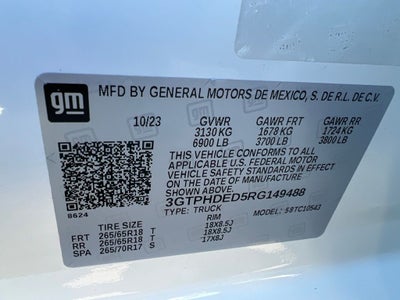 gm
MFD BY GENERAL MOTORS DE MEXICO, S. DE R.L. DE C.V.
10/23 GVWR GAWR FRT GAWR RR
3130 KG 1678 KG 1724 KG
6900 LB 3700 LB 3800 LB
THIS VEHICLE CONFORMS TO ALL APPLICABLE U.S. FEDERAL MOTOR
VEHICLE SAFETY STANDARDS IN EFFECT ON THE DATE OF MANUFACTURE
SHOWN ABOVE.
3GTPHDED5RG149488
8624 TYPE: TRUCK MODEL: 58TC10543
TIRE SIZE RIM
FRT 265/65R18 T 18X8.5J
RR 265/65R18 T 18X8.5J
SPA 265/70R17 S 17X8J